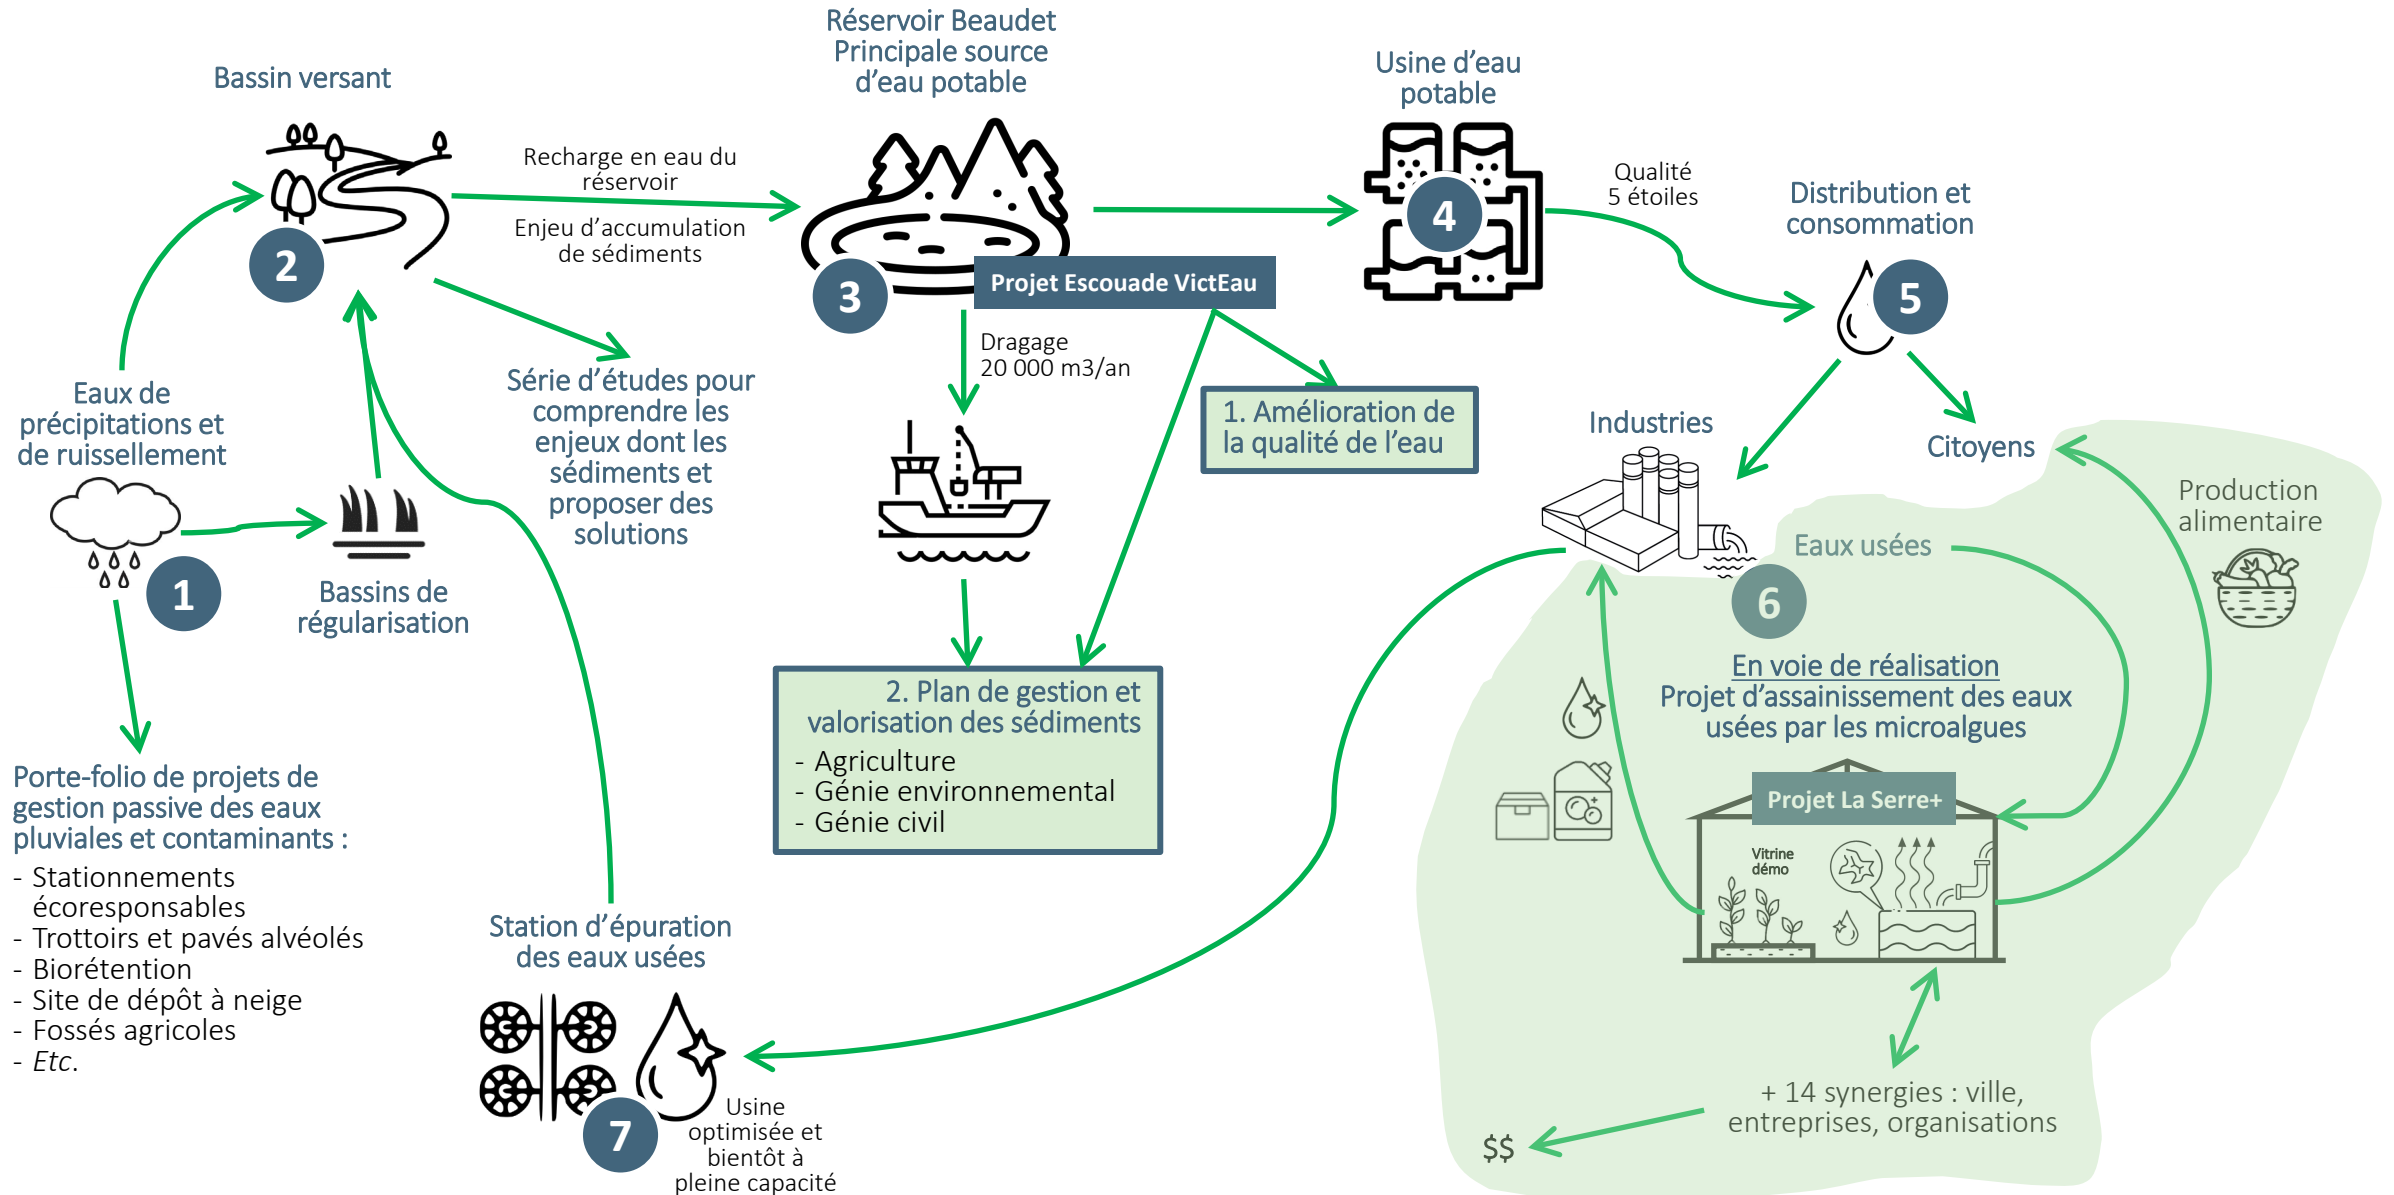 Bassin versant
2
Recharge en eau du
réservoir
Enjeu d'accumulation
de sédiments
Réservoir Beaudet
Principale source
d'eau potable
3
Projet Escouade VictEau
Usine d'eau
potable
4
Qualité
5 étoiles
Distribution et
consommation
5
Eaux de
précipitations et
de ruissellement
1
Bassins de
régularisation
Série d'études pour
comprendre les
enjeux dont les
sédiments et
proposer des
solutions
Dragage
20 000 m3/an
1. Amélioration de
la qualité de l'eau
2. Plan de gestion et
valorisation des sédiments
- Agriculture
- Génie environnemental
- Génie civil
Industries
Citoyens
Eaux usées
6
Production
alimentaire
En voie de réalisation
Projet d'assainissement des eaux
usées par les microalgues
Projet La Serre+
Vitrine
démo
+ 14 synergies : ville,
entreprises, organisations
$$
Porte-folio de projets de
gestion passive des eaux
pluviales et contaminants :
- Stationnements
écoresponsables
- Trottoirs et pavés alvéolés
- Biorétention
- Site de dépôt à neige
- Fossés agricoles
- Etc.
Station d'épuration
des eaux usées
7
Usine
optimisée et
bientôt à
pleine capacité